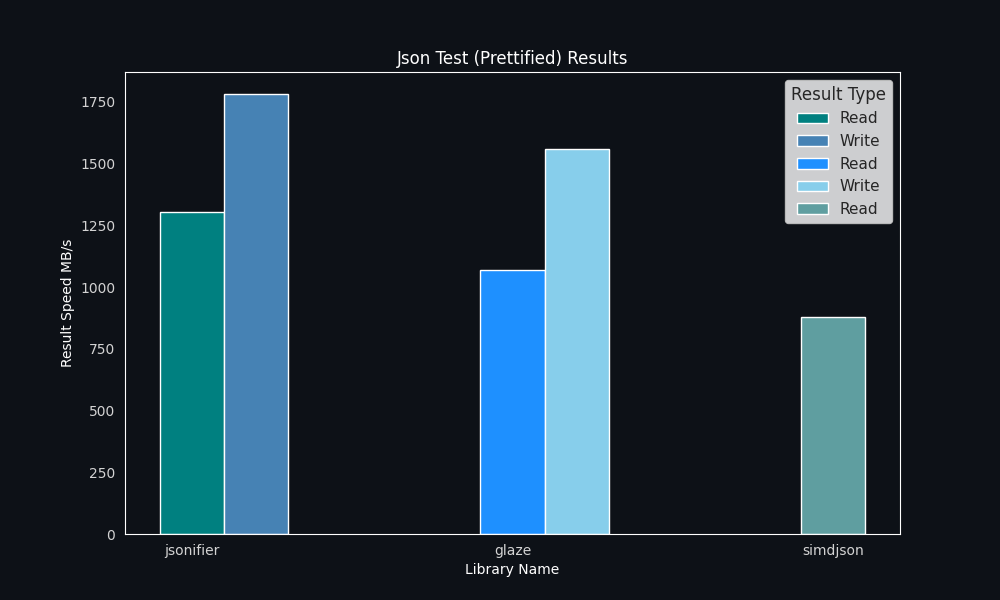 Json Test (Prettified) Results
Result Type
Read
Write
Read
Write
Read
1750
1500
1250
1000
750
500
250
0
Result Speed MB/s
jsonifier glaze simdjson
Library Name